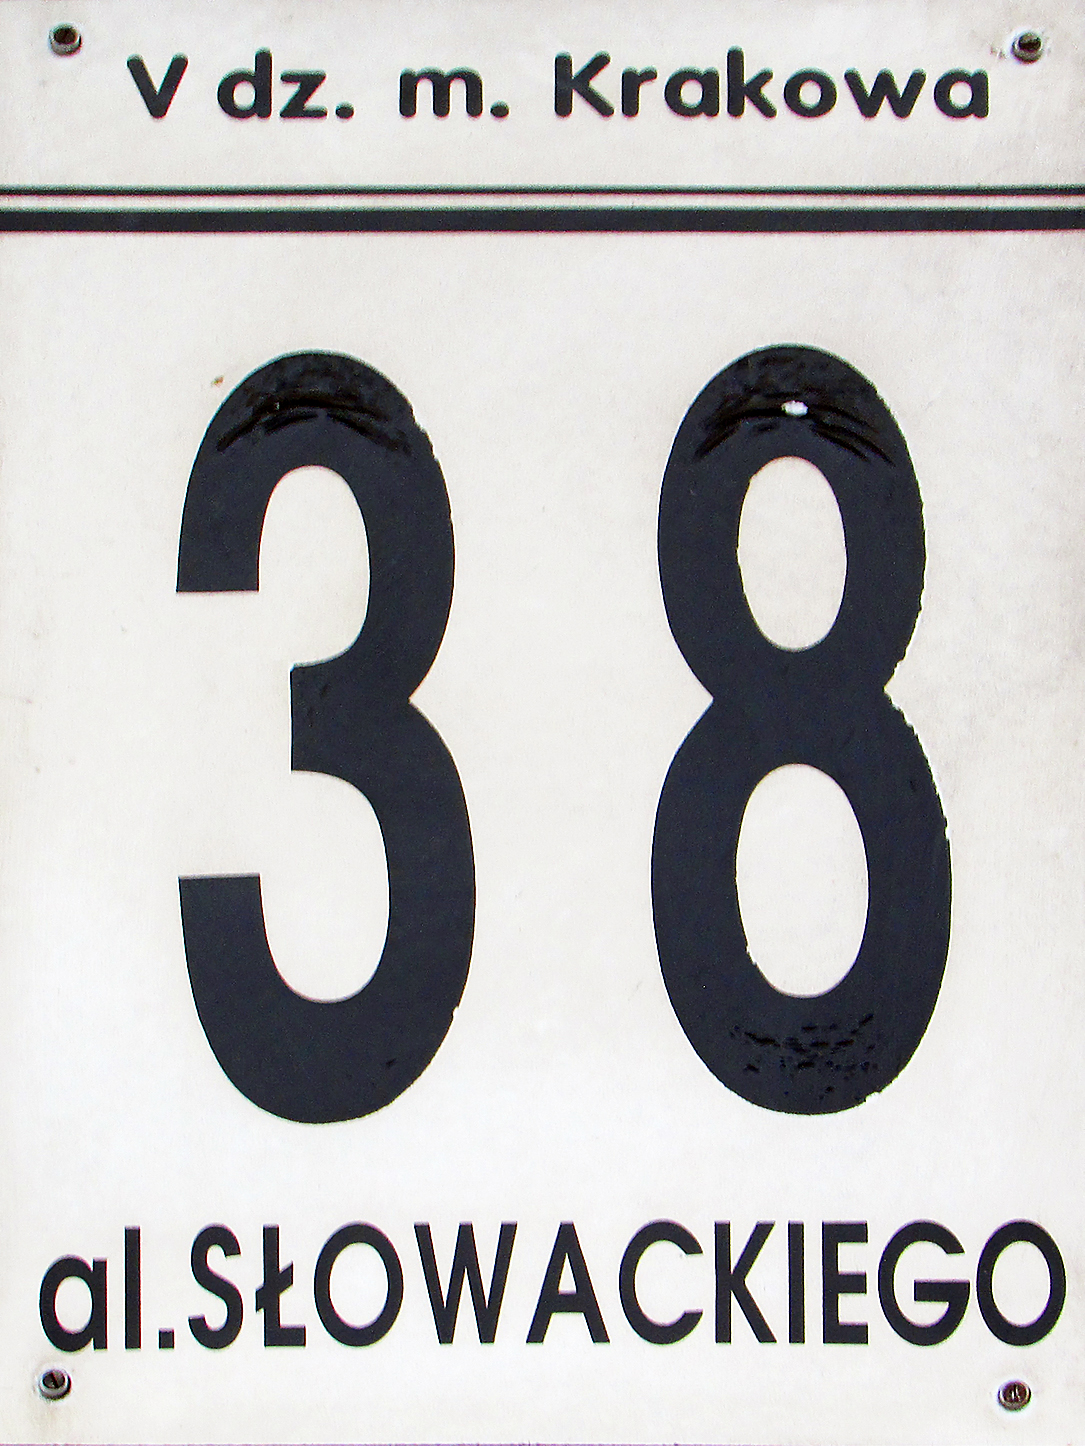 V dz. m. Krakowa
38
al.SŁOWACKIEGO